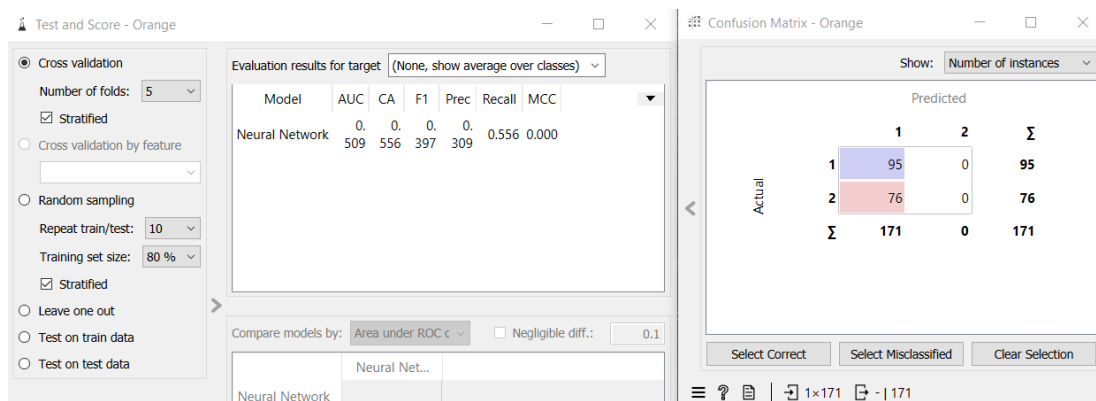 Test and Score - Orange
Cross validation
Number of folds: 5
Stratified
Cross validation by feature
Random sampling
Repeat train/test: 10
Training set size: 80 %
Stratified
Leave one out
Test on train data
Test on test data
Evaluation results for target (None, show average over classes)
Model AUC CA F1 Prec Recall MCC
Neural Network 0.509 0.556 0.397 0.309 0.556 0.000
Compare models by: Area under ROC c Negligible diff.: 0.1
Neural Net...
Neural Network
Confusion Matrix - Orange
Show: Number of instances
Predicted
1 2 Σ
Actual
1 95 0 95
2 76 0 76
Σ 171 0 171
Select Correct Select Misclassified Clear Selection
1×171 - | 171